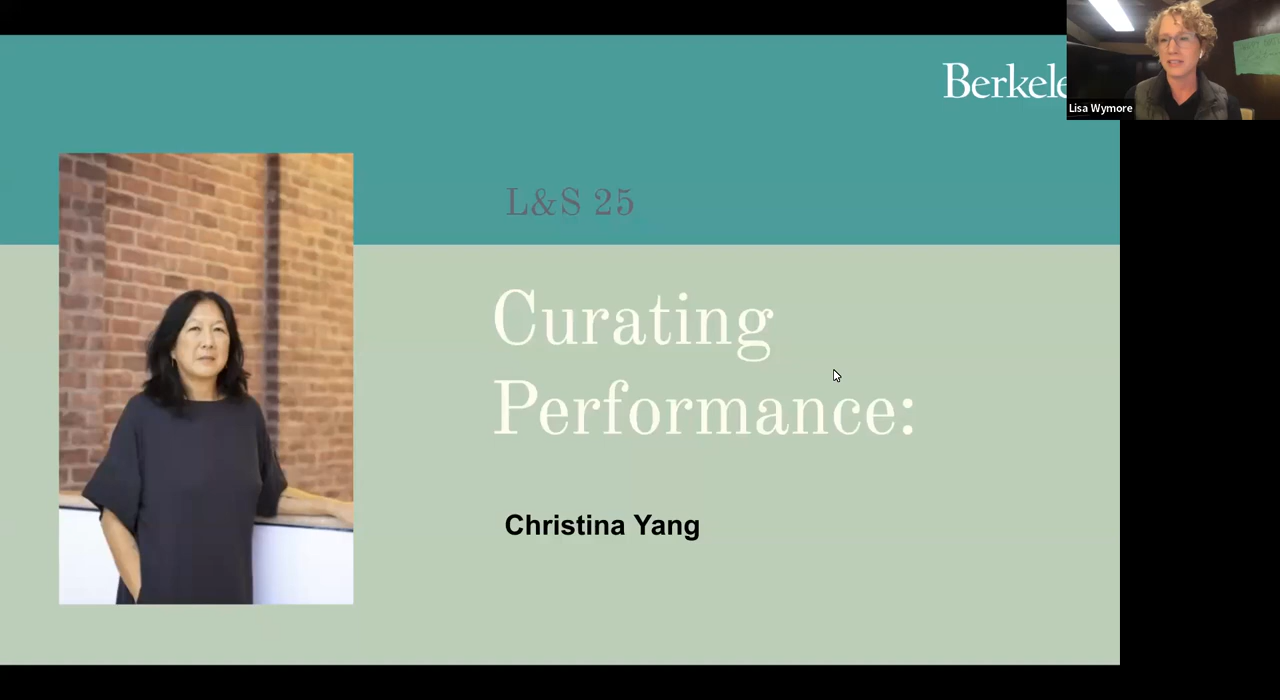 Berkele
Lisa Wymore
L&S 25
Curating
Performance:
Christina Yang